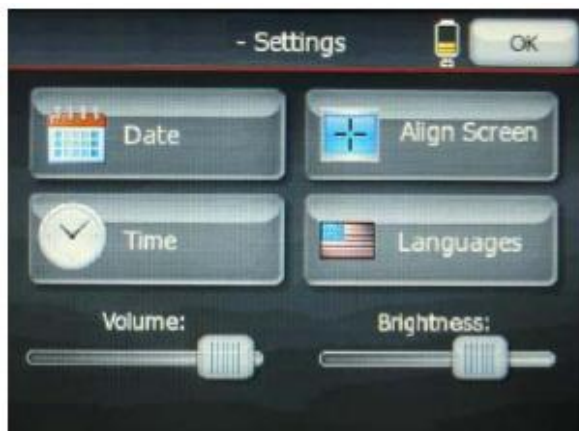 - Settings
OK
Date
Align Screen
Time
Languages
Volume:
Brightness: